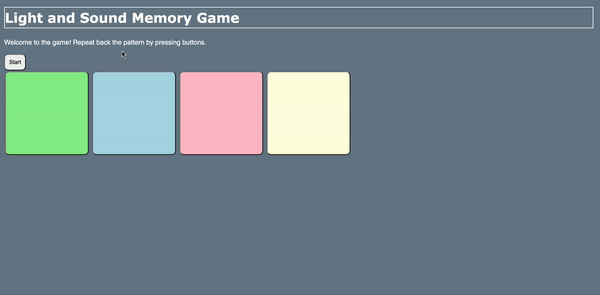 Light and Sound Memory Game
Welcome to the game! Repeat back the pattern by pressing buttons.
Start